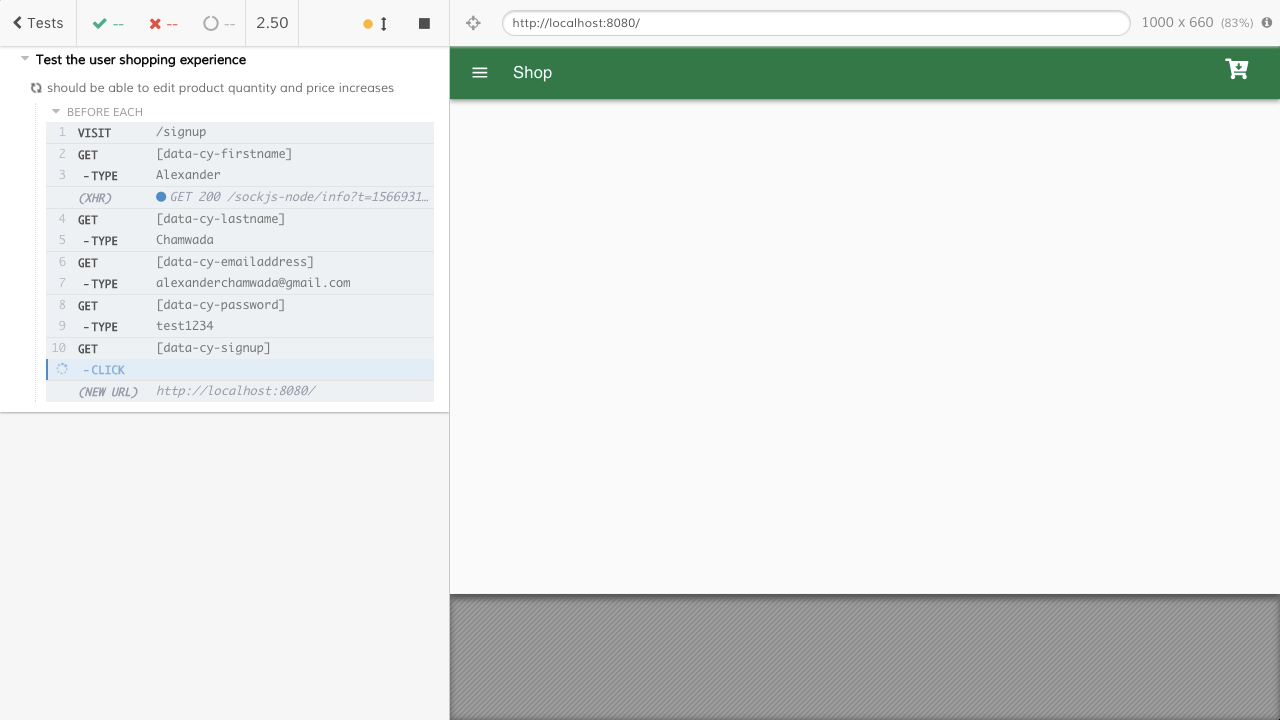 Tests -- -- -- 2.50
http://localhost:8080/ 1000 x 660 (83%)
Test the user shopping experience
should be able to edit product quantity and price increases
BEFORE EACH
1 VISIT /signup
2 GET [data-cy-firstname]
3 -TYPE Alexander
(XHR) GET 200 /sockjs-node/info?t=1566931…
4 GET [data-cy-lastname]
5 -TYPE Chamwada
6 GET [data-cy-emailaddress]
7 -TYPE alexanderchamwada@gmail.com
8 GET [data-cy-password]
9 -TYPE test1234
10 GET [data-cy-signup]
-CLICK
(NEW URL) http://localhost:8080/
Shop